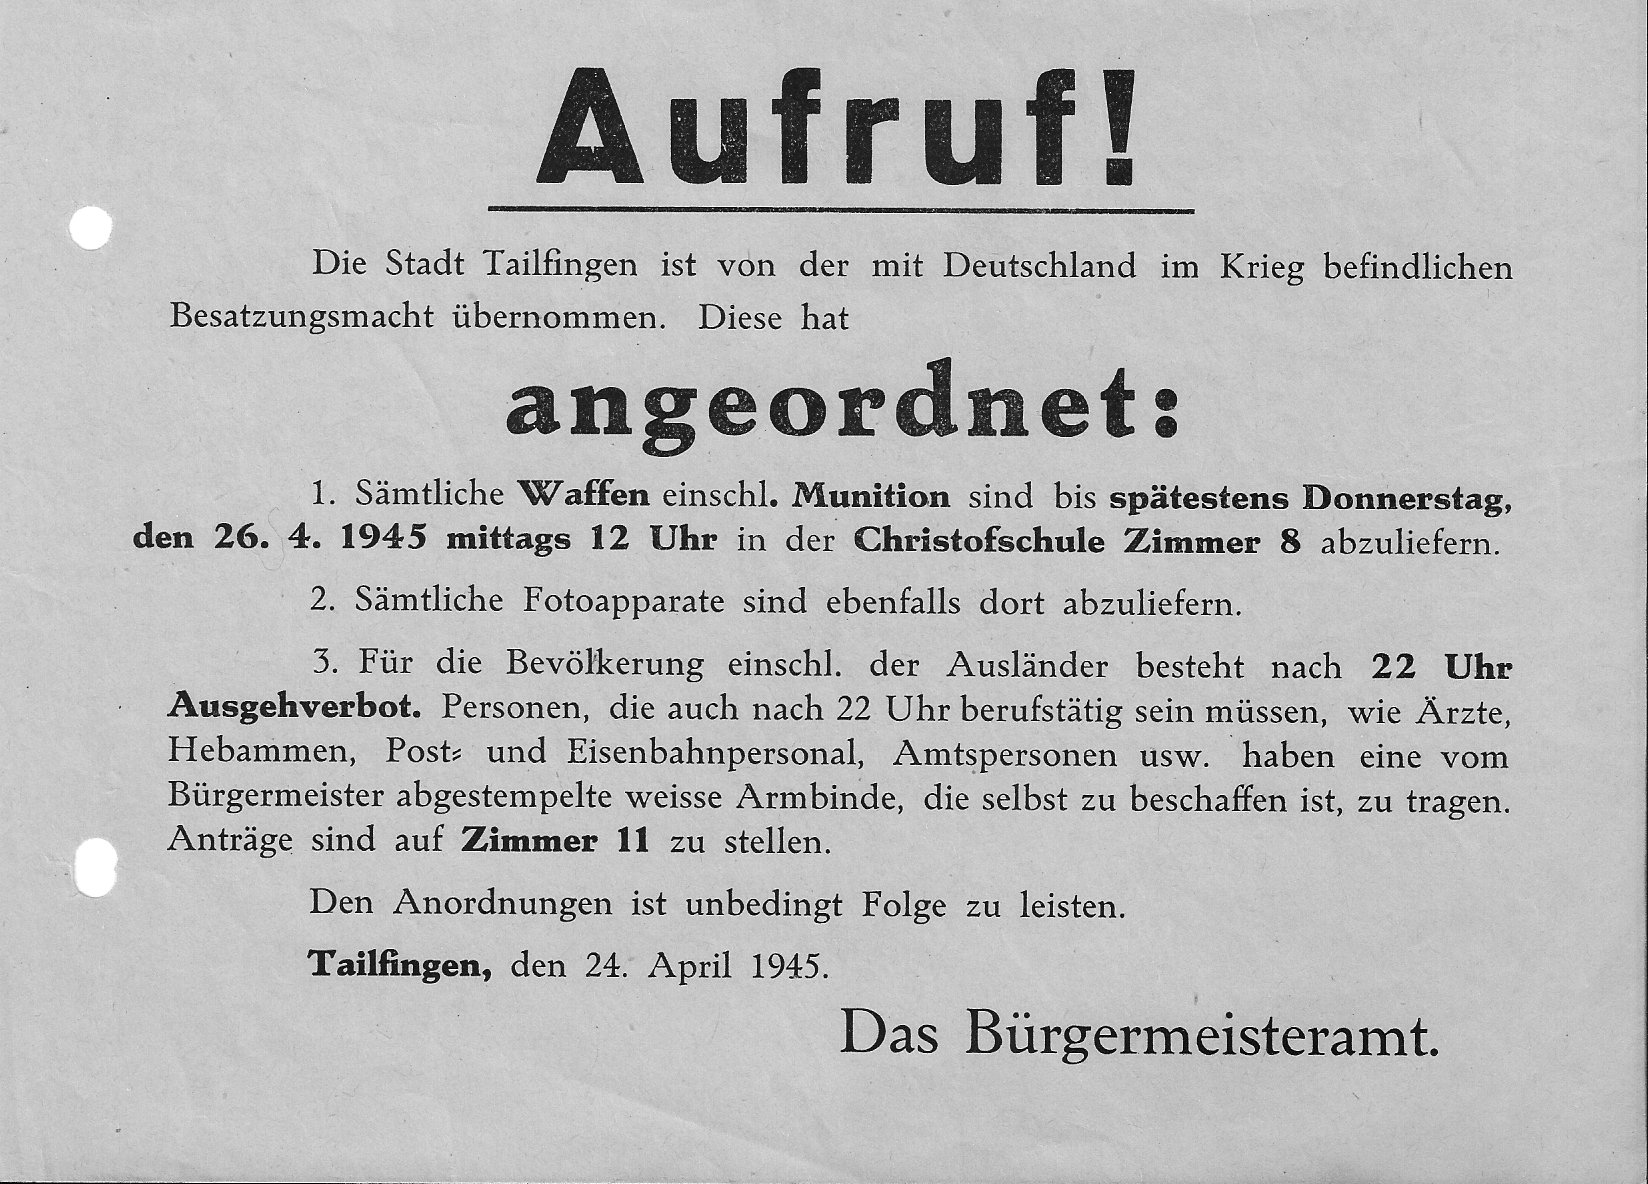 Aufruf!
Die Stadt Tailfingen ist von der mit Deutschland im Krieg befindlichen
Besatzungsmacht übernommen. Diese hat
angeordnet:
1. Sämtliche Waffen einschl. Munition sind bis spätestens Donnerstag,
den 26. 4. 1945 mittags 12 Uhr in der Christofschule Zimmer 8 abzuliefern.
2. Sämtliche Fotoapparate sind ebenfalls dort abzuliefern.
3. Für die Bevölkerung einschl. der Ausländer besteht nach 22 Uhr
Ausgehverbot. Personen, die auch nach 22 Uhr berufstätig sein müssen, wie Ärzte,
Hebammen, Post- und Eisenbahnpersonal, Amtspersonen usw. haben eine vom
Bürgermeister abgestempelte weisse Armbinde, die selbst zu beschaffen ist, zu tragen.
Anträge sind auf Zimmer 11 zu stellen.
Den Anordnungen ist unbedingt Folge zu leisten.
Tailfingen, den 24. April 1945.
Das Bürgermeisteramt.